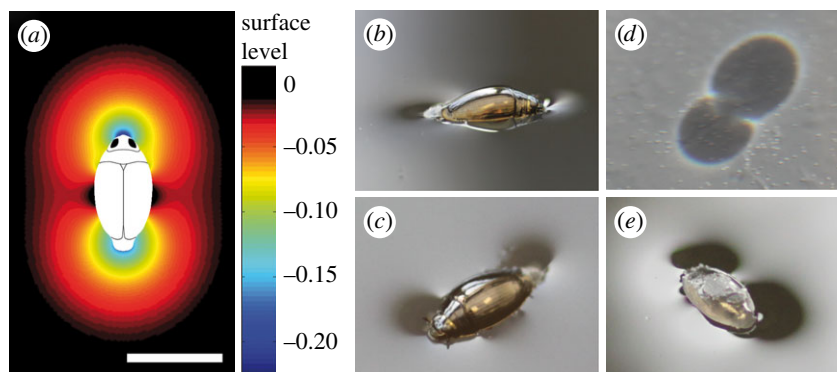 (a)
surface
level
0
–0.05
–0.10
–0.15
–0.20
(b)
(c)
(d)
(e)